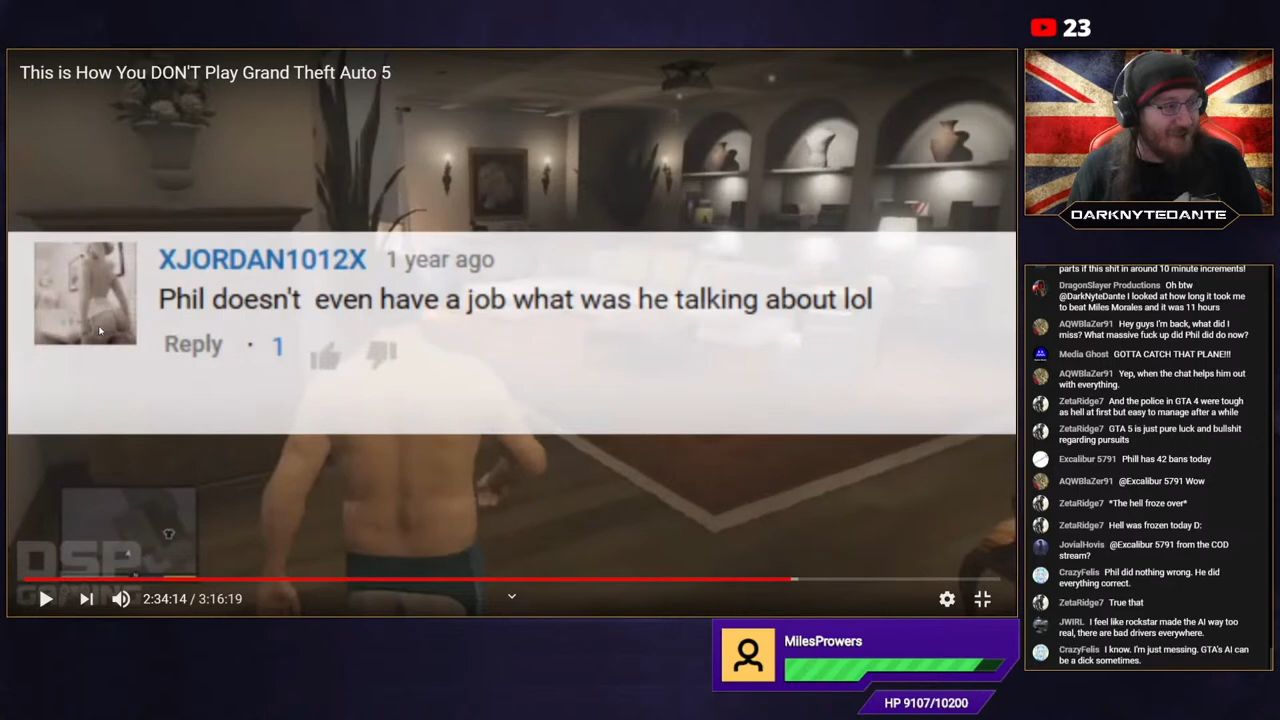 23
This is How You DON'T Play Grand Theft Auto 5
DARKNYTEDANTE
XJORDAN1012X 1 year ago
Phil doesn't even have a job what was he talking about lol
Reply · 1
DSP
GAMING
2:34:14 / 3:16:19
parts if this shit in around 10 minute increments!
DragonSlayer Productions Oh btw
@DarkNyteDante I looked at how long it took me
to beat Miles Morales and it was 11 hours
AQWBlaZer91 Hey guys I'm back, what did I
miss? What massive fuck up did Phil did do now?
Media Ghost GOTTA CATCH THAT PLANE!!!
AQWBlaZer91 Yep, when the chat helps him out
with everything.
ZetaRidge7 And the police in GTA 4 were tough
as hell at first but easy to manage after a while
ZetaRidge7 GTA 5 is just pure luck and bullshit
regarding pursuits
Excalibur 5791 Phill has 42 bans today
AQWBlaZer91 @Excalibur 5791 Wow
ZetaRidge7 *The hell froze over*
ZetaRidge7 Hell was frozen today D:
JovialHovis @Excalibur 5791 from the COD
stream?
CrazyFelis Phil did nothing wrong. He did
everything correct.
ZetaRidge7 True that
JWIRL I feel like rockstar made the AI way too
real, there are bad drivers everywhere.
CrazyFelis I know. I'm just messing. GTA's AI can
be a dick sometimes.
MilesProwers
HP 9107/10200